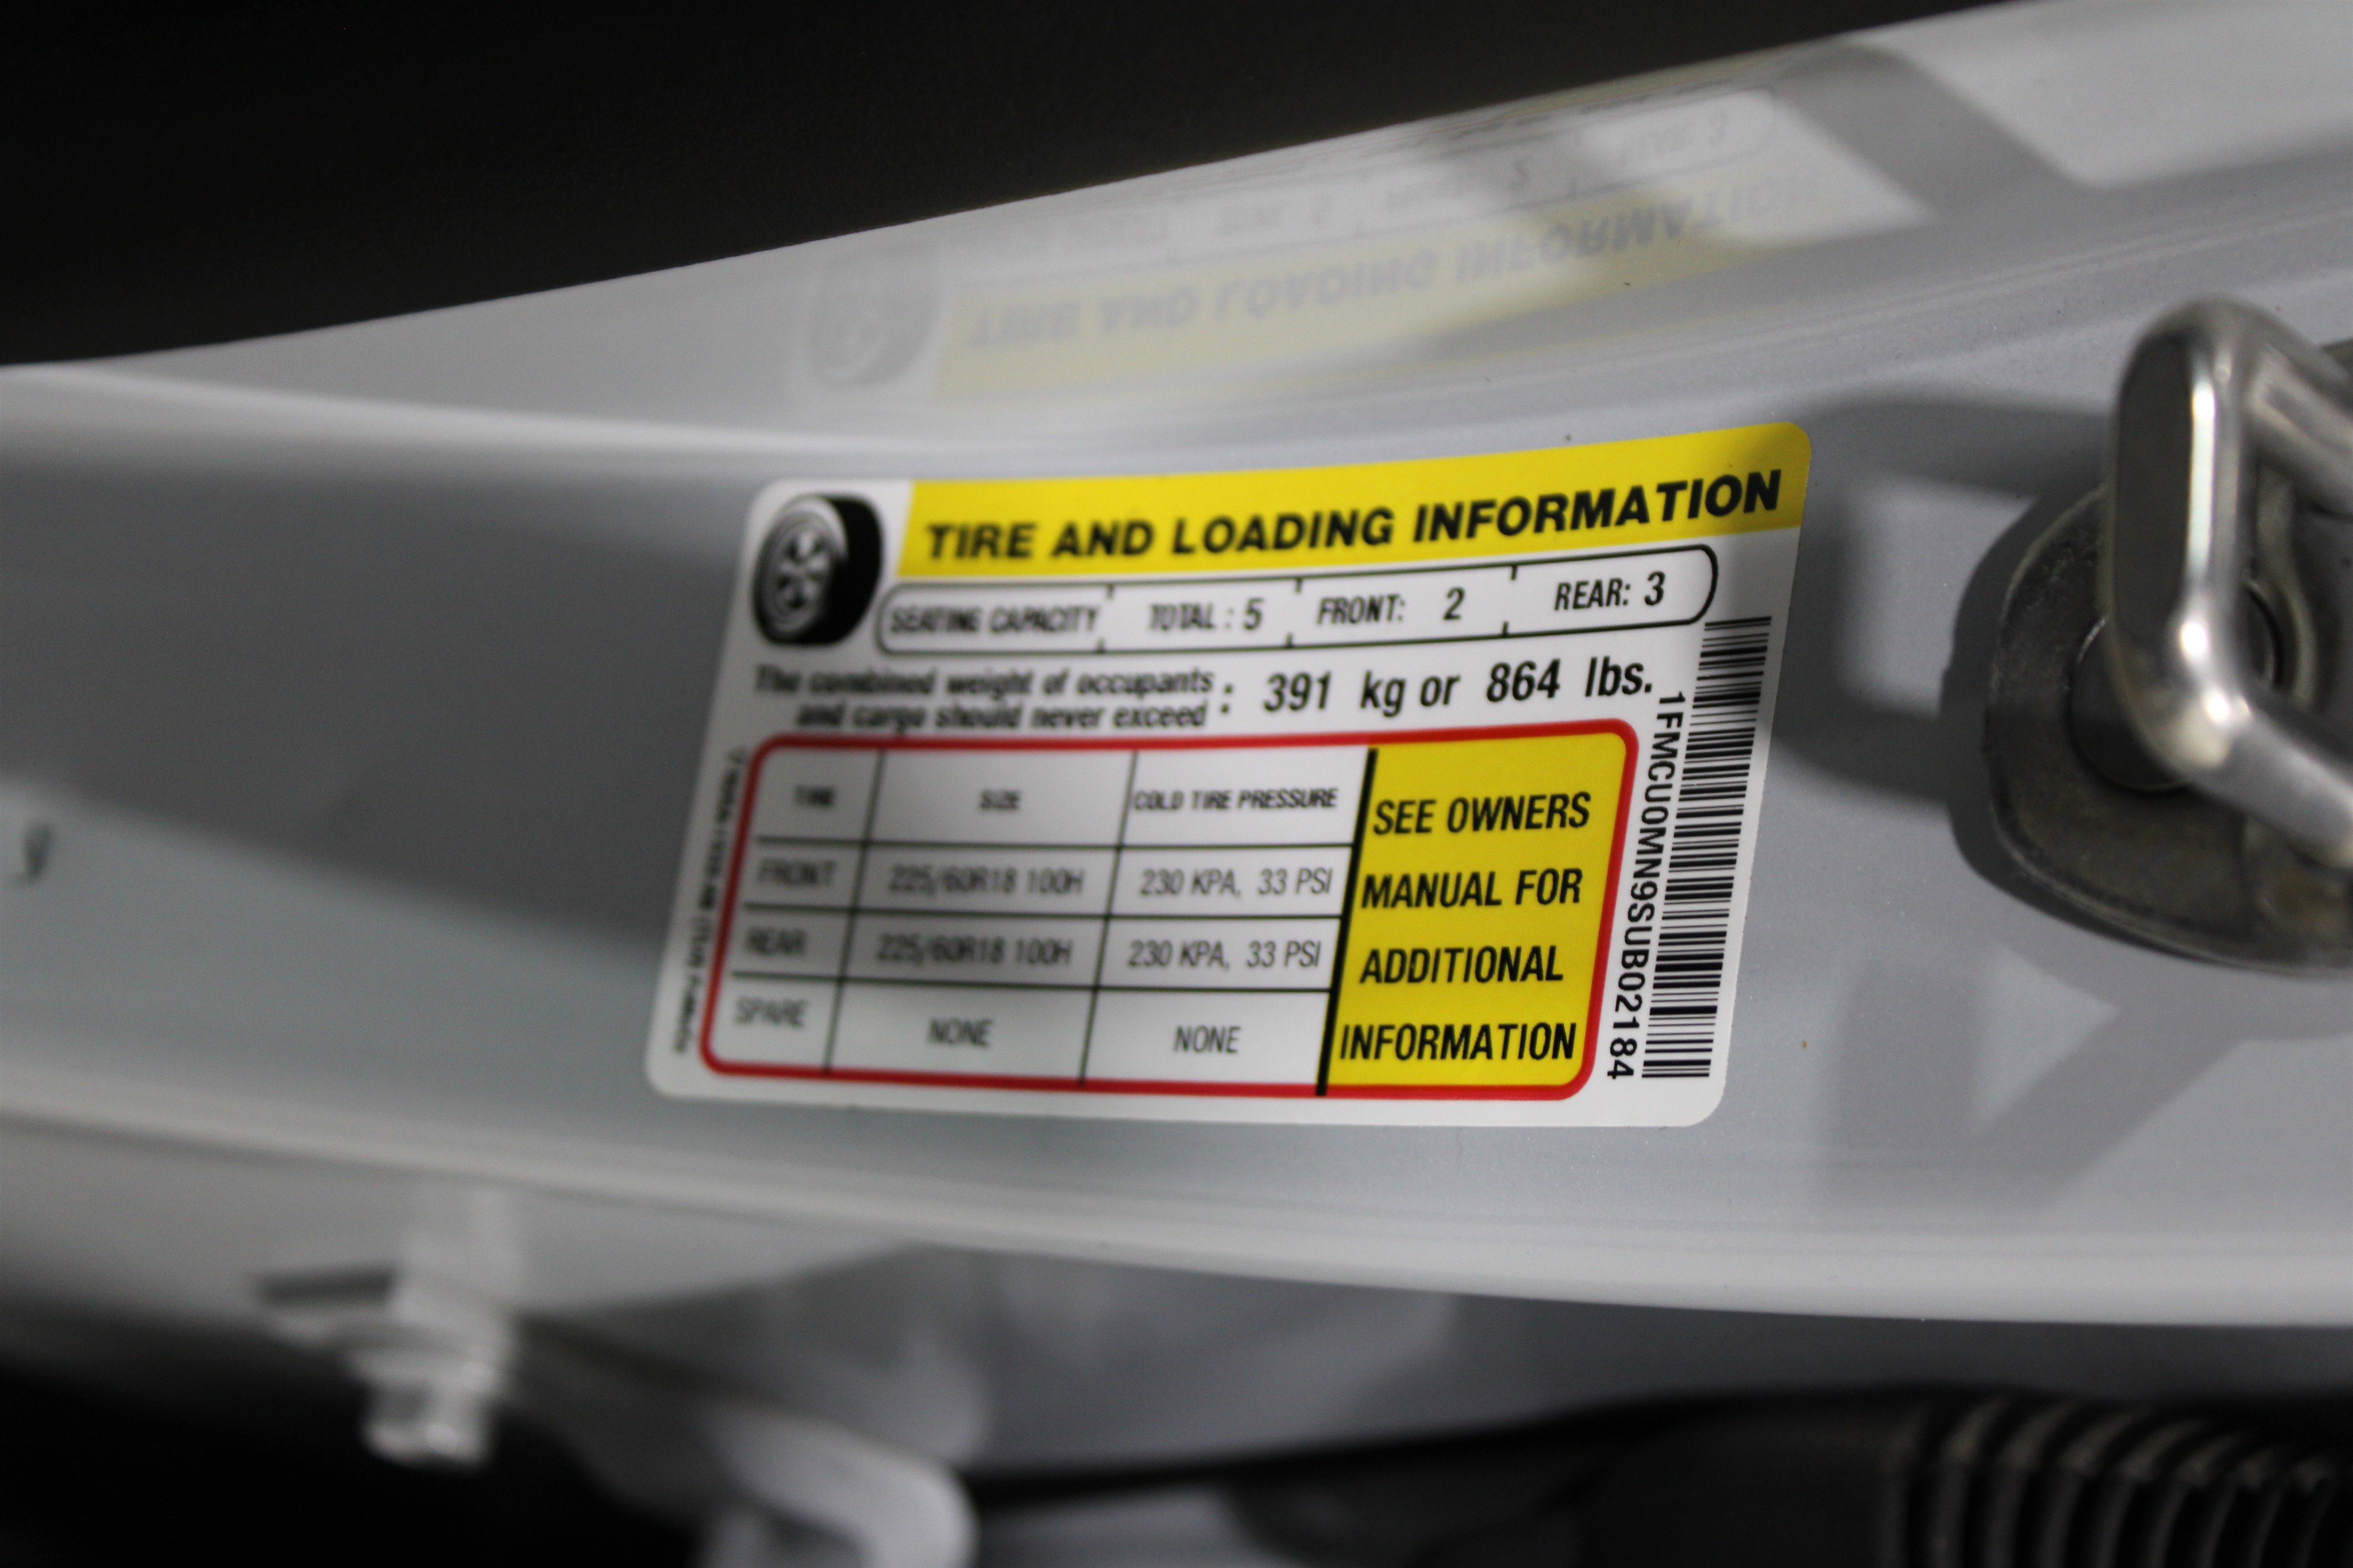 TIRE AND LOADING INFORMATION
SEATING CAPACITY TOTAL : 5 FRONT: 2 REAR: 3
The combined weight of occupants
and cargo should never exceed : 391 kg or 864 lbs.
TIRE SIZE COLD TIRE PRESSURE
FRONT 225/60R18 100H 230 KPA, 33 PSI
REAR 225/60R18 100H 230 KPA, 33 PSI
SPARE NONE NONE
SEE OWNERS
MANUAL FOR
ADDITIONAL
INFORMATION
1FMCU0MN9SUB02184